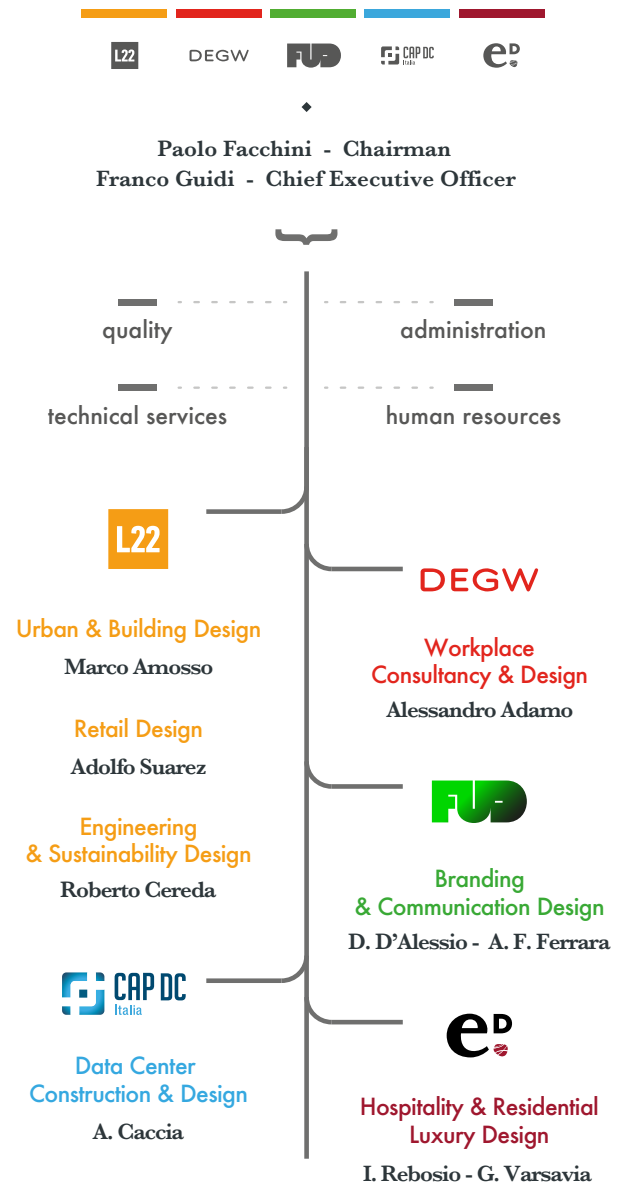 L22 DEGW FUD CAP DC Italia eD
Paolo Facchini - Chairman
Franco Guidi - Chief Executive Officer
quality
administration
technical services
human resources
L22
Urban & Building Design
Marco Amosso
Retail Design
Adolfo Suarez
Engineering
& Sustainability Design
Roberto Cereda
DEGW
Workplace
Consultancy & Design
Alessandro Adamo
FUD
Branding
& Communication Design
D. D’Alessio - A. F. Ferrara
CAP DC
Italia
Data Center
Construction & Design
A. Caccia
eD
Hospitality & Residential
Luxury Design
I. Rebosio - G. Varsavia